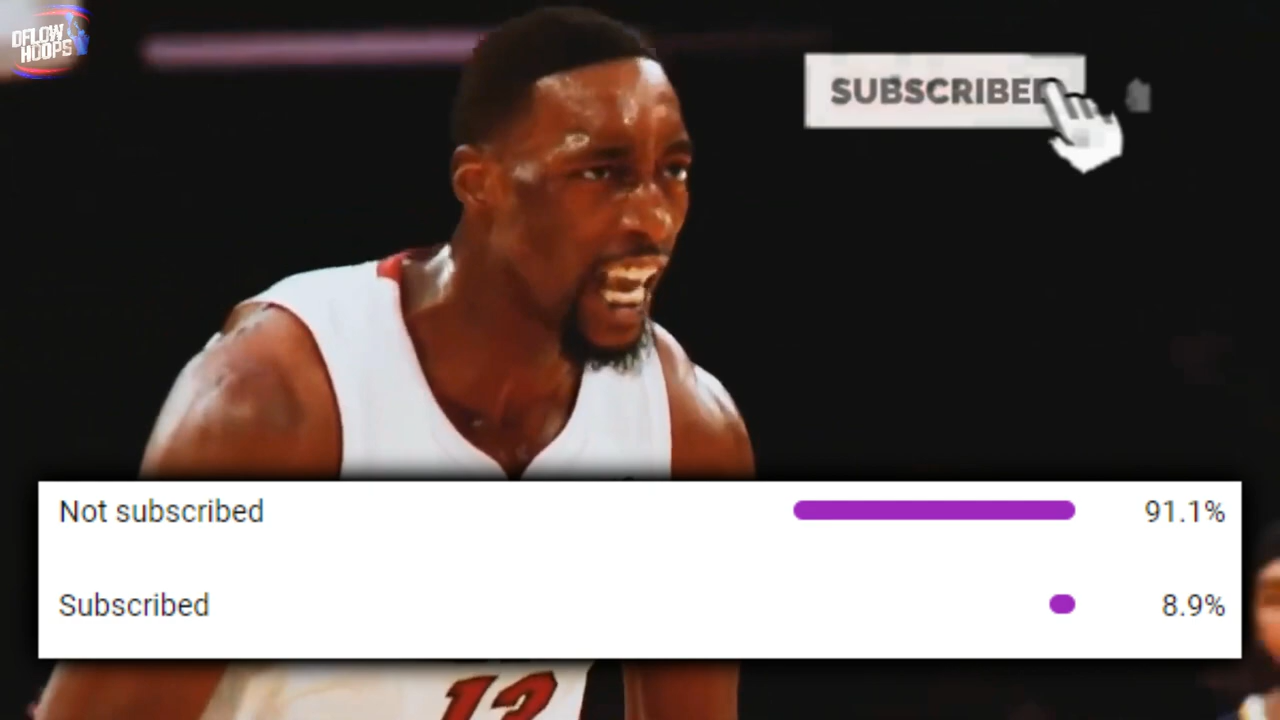 DFLOW
HOOPS
SUBSCRIBED
Not subscribed 91.1%
Subscribed 8.9%
13